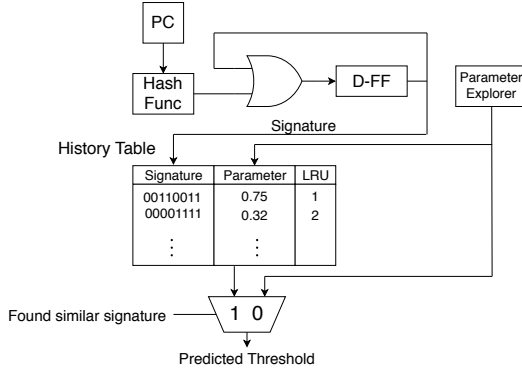 PC
Hash
Func
D-FF
Parameter
Explorer
Signature
History Table
Signature Parameter LRU
00110011 0.75 1
00001111 0.32 2
⋮ ⋮
1 0
Found similar signature
Predicted Threshold